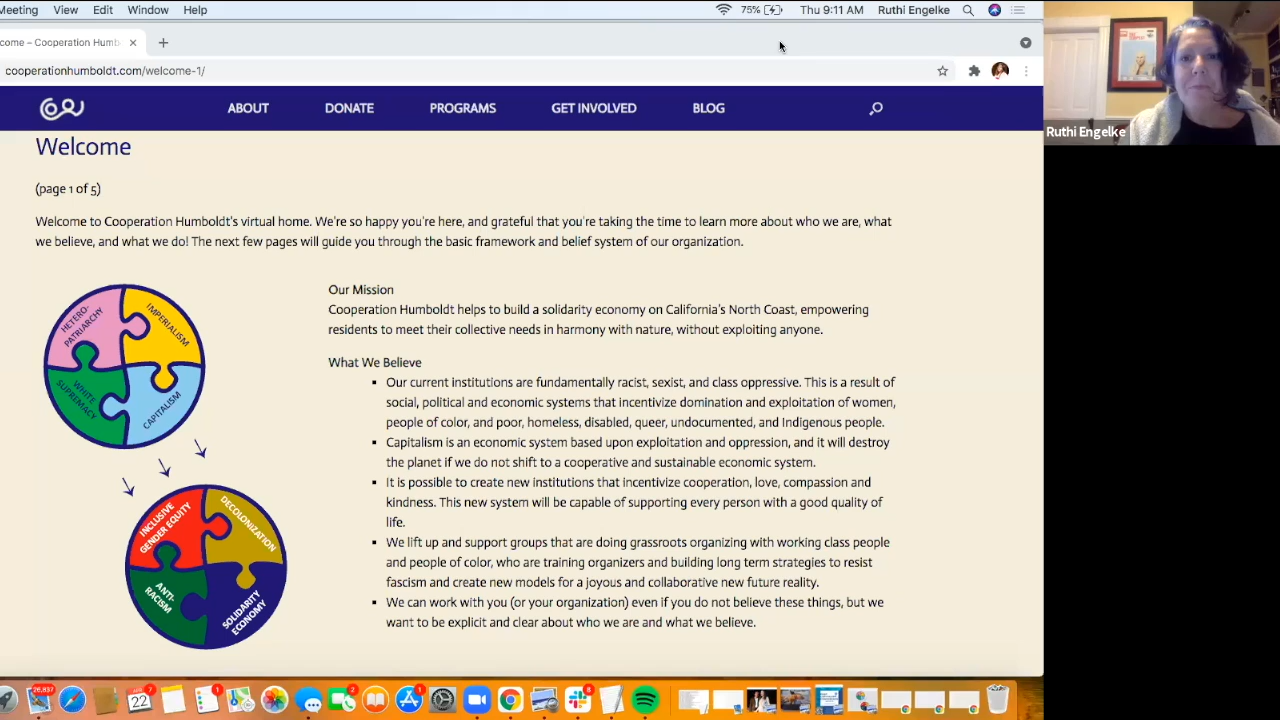 Meeting View Edit Window Help 75% Thu 9:11 AM Ruthi Engelke
come – Cooperation Humb
cooperationhumboldt.com/welcome-1/
ABOUT DONATE PROGRAMS GET INVOLVED BLOG
Ruthi Engelke
Welcome
(page 1 of 5)
Welcome to Cooperation Humboldt's virtual home. We're so happy you're here, and grateful that you're taking the time to learn more about who we are, what
we believe, and what we do! The next few pages will guide you through the basic framework and belief system of our organization.
HETERO-
PATRIARCHY
IMPERIALISM
WHITE
SUPREMACY
CAPITALISM
INCLUSIVE
GENDER EQUITY
DECOLONIZATION
ANTI-
RACISM
SOLIDARITY
ECONOMY
Our Mission
Cooperation Humboldt helps to build a solidarity economy on California's North Coast, empowering
residents to meet their collective needs in harmony with nature, without exploiting anyone.
What We Believe
▪ Our current institutions are fundamentally racist, sexist, and class oppressive. This is a result of
social, political and economic systems that incentivize domination and exploitation of women,
people of color, and poor, homeless, disabled, queer, undocumented, and Indigenous people.
▪ Capitalism is an economic system based upon exploitation and oppression, and it will destroy
the planet if we do not shift to a cooperative and sustainable economic system.
▪ It is possible to create new institutions that incentivize cooperation, love, compassion and
kindness. This new system will be capable of supporting every person with a good quality of
life.
▪ We lift up and support groups that are doing grassroots organizing with working class people
and people of color, who are training organizers and building long term strategies to resist
fascism and create new models for a joyous and collaborative new future reality.
▪ We can work with you (or your organization) even if you do not believe these things, but we
want to be explicit and clear about who we are and what we believe.
22